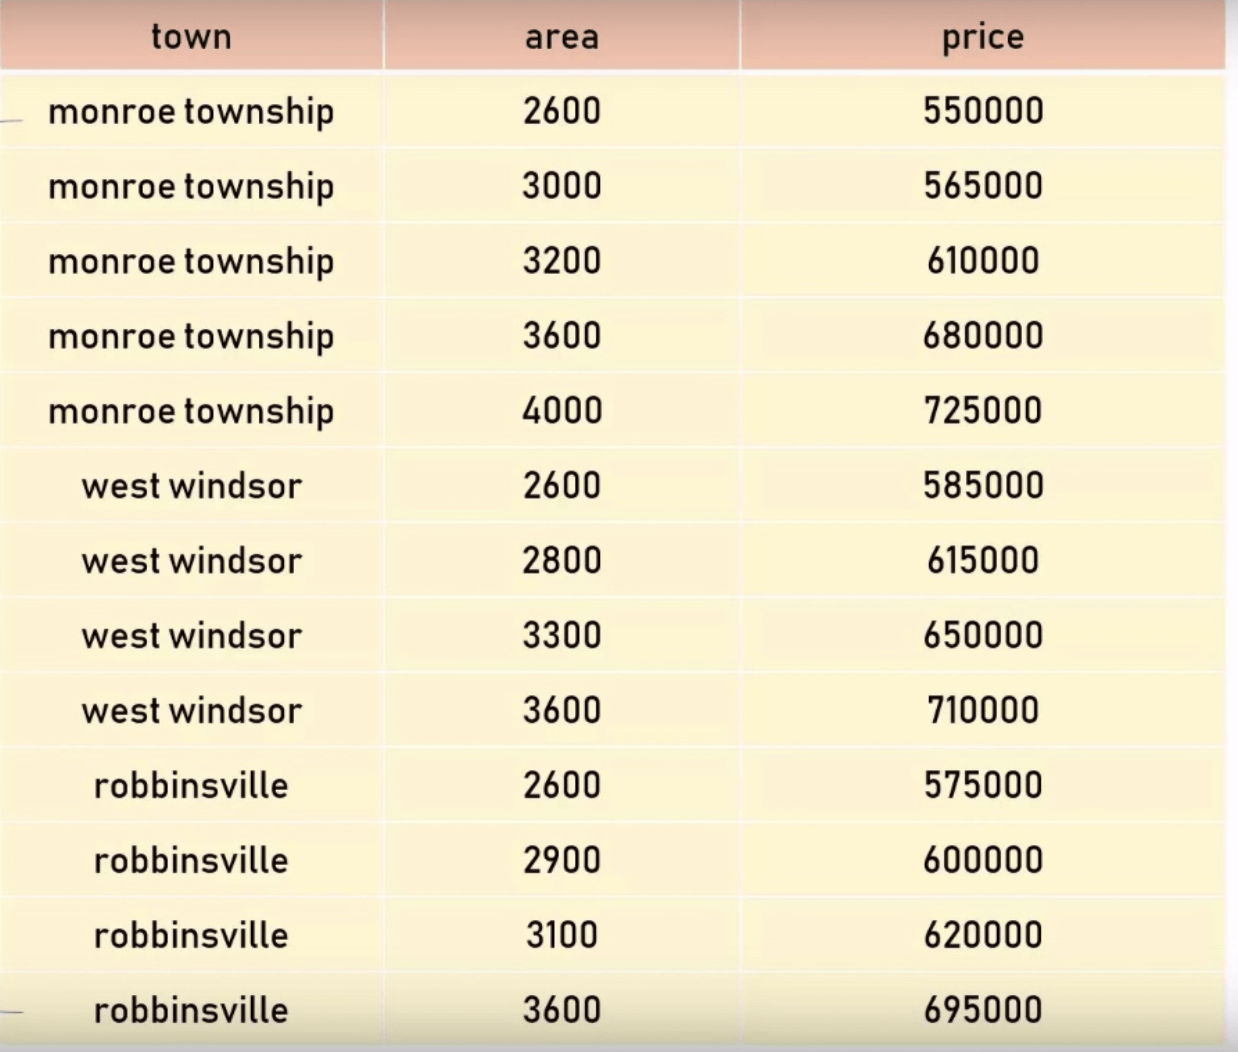 town area price
monroe township 2600 550000
monroe township 3000 565000
monroe township 3200 610000
monroe township 3600 680000
monroe township 4000 725000
west windsor 2600 585000
west windsor 2800 615000
west windsor 3300 650000
west windsor 3600 710000
robbinsville 2600 575000
robbinsville 2900 600000
robbinsville 3100 620000
robbinsville 3600 695000